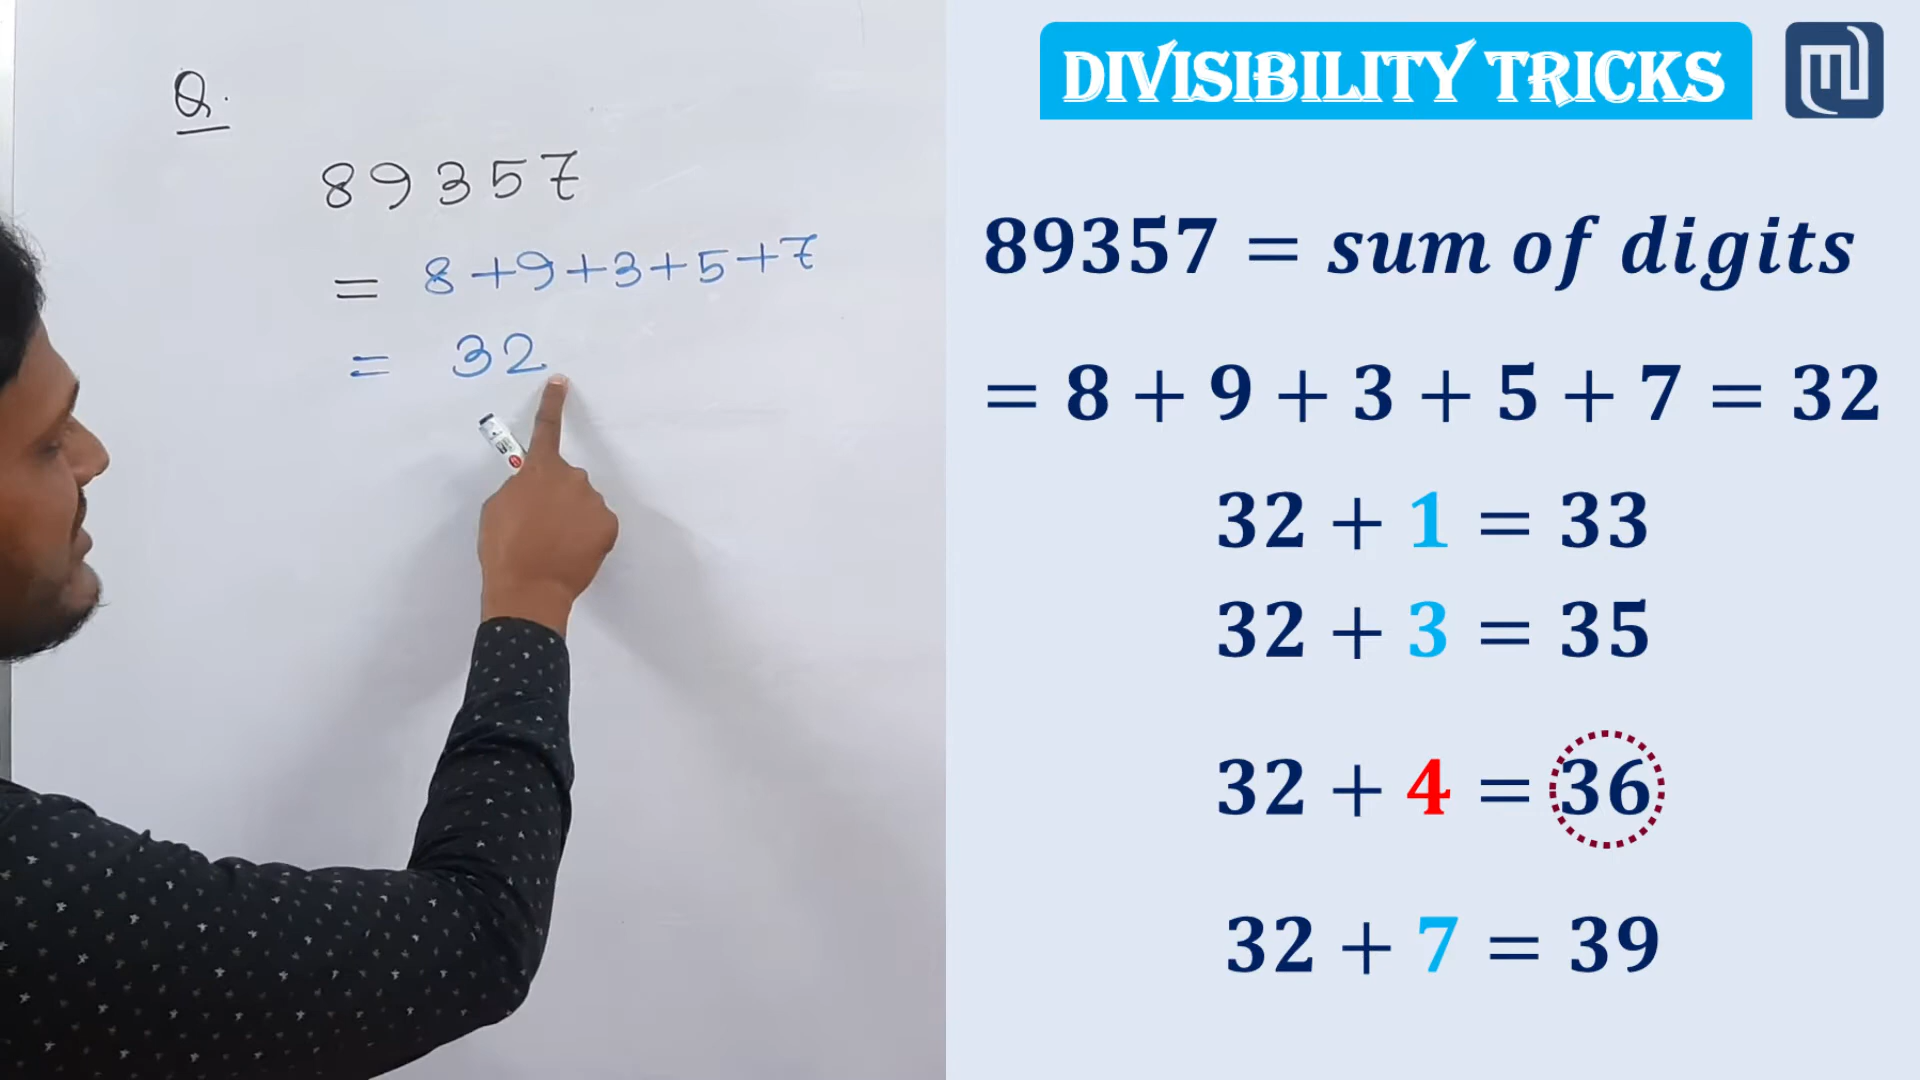 Q.
89357
= 8+9+3+5+7
= 32
DIVISIBILITY TRICKS
89357 = sum of digits
= 8 + 9 + 3 + 5 + 7 = 32
32 + 1 = 33
32 + 3 = 35
32 + 4 = 36
32 + 7 = 39